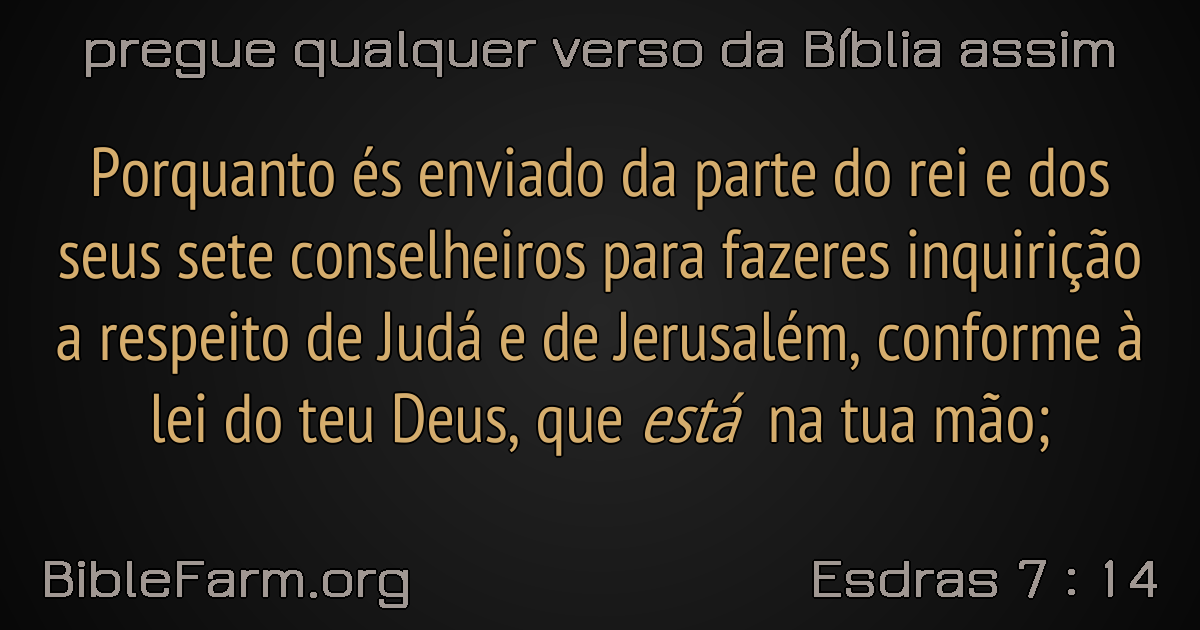 pregue qualquer verso da Bíblia assim
Porquanto és enviado da parte do rei e dos
seus sete conselheiros para fazeres inquirição
a respeito de Judá e de Jerusalém, conforme à
lei do teu Deus, que está na tua mão;
BibleFarm.org
Esdras 7 : 14